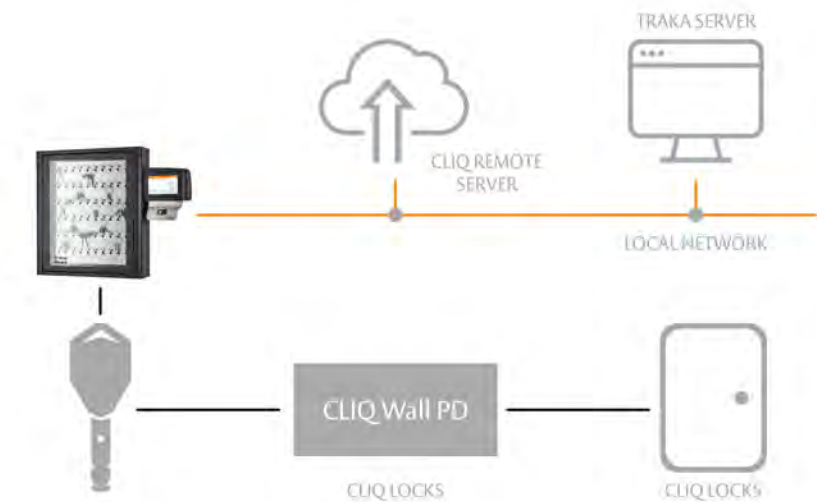 TRAKA SERVER
CLIQ REMOTE
SERVER
LOCAL NETWORK
CLIQ Wall PD
CLIQ LOCKS
CLIQ LOCKS